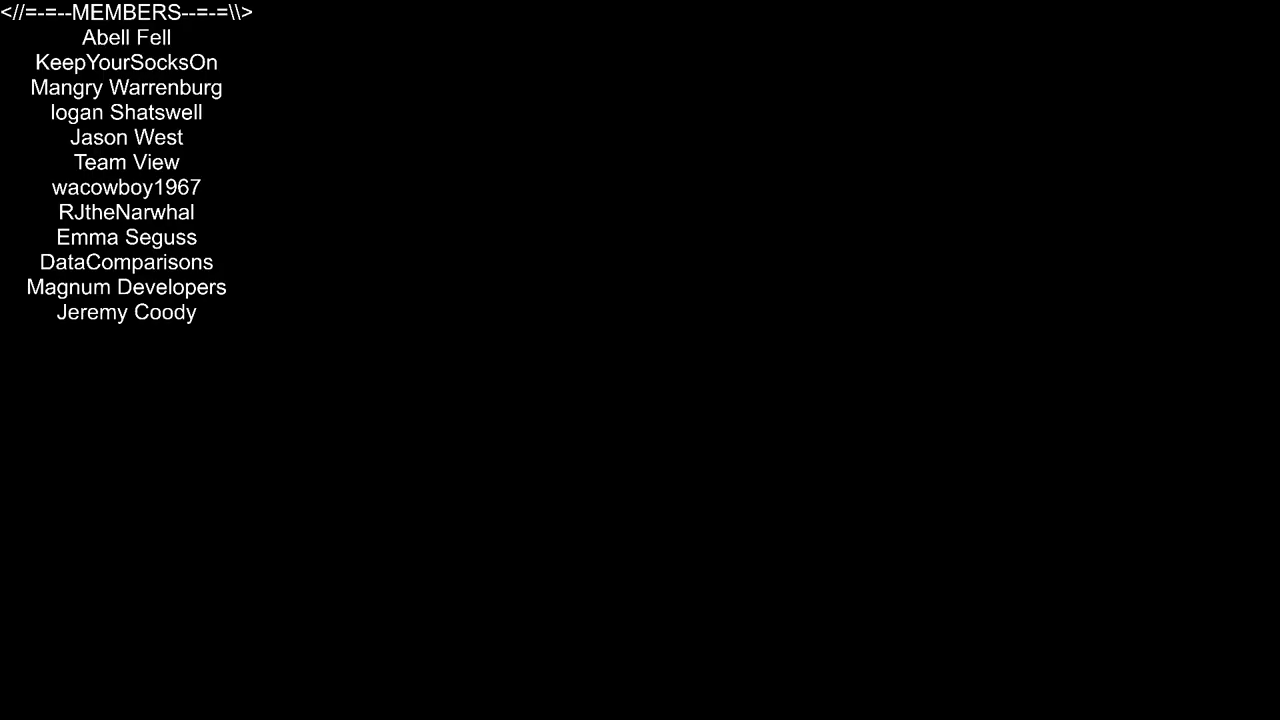 <//=-=--MEMBERS--=-=\\>
Abell Fell
KeepYourSocksOn
Mangry Warrenburg
logan Shatswell
Jason West
Team View
wacowboy1967
RJtheNarwhal
Emma Seguss
DataComparisons
Magnum Developers
Jeremy Coody